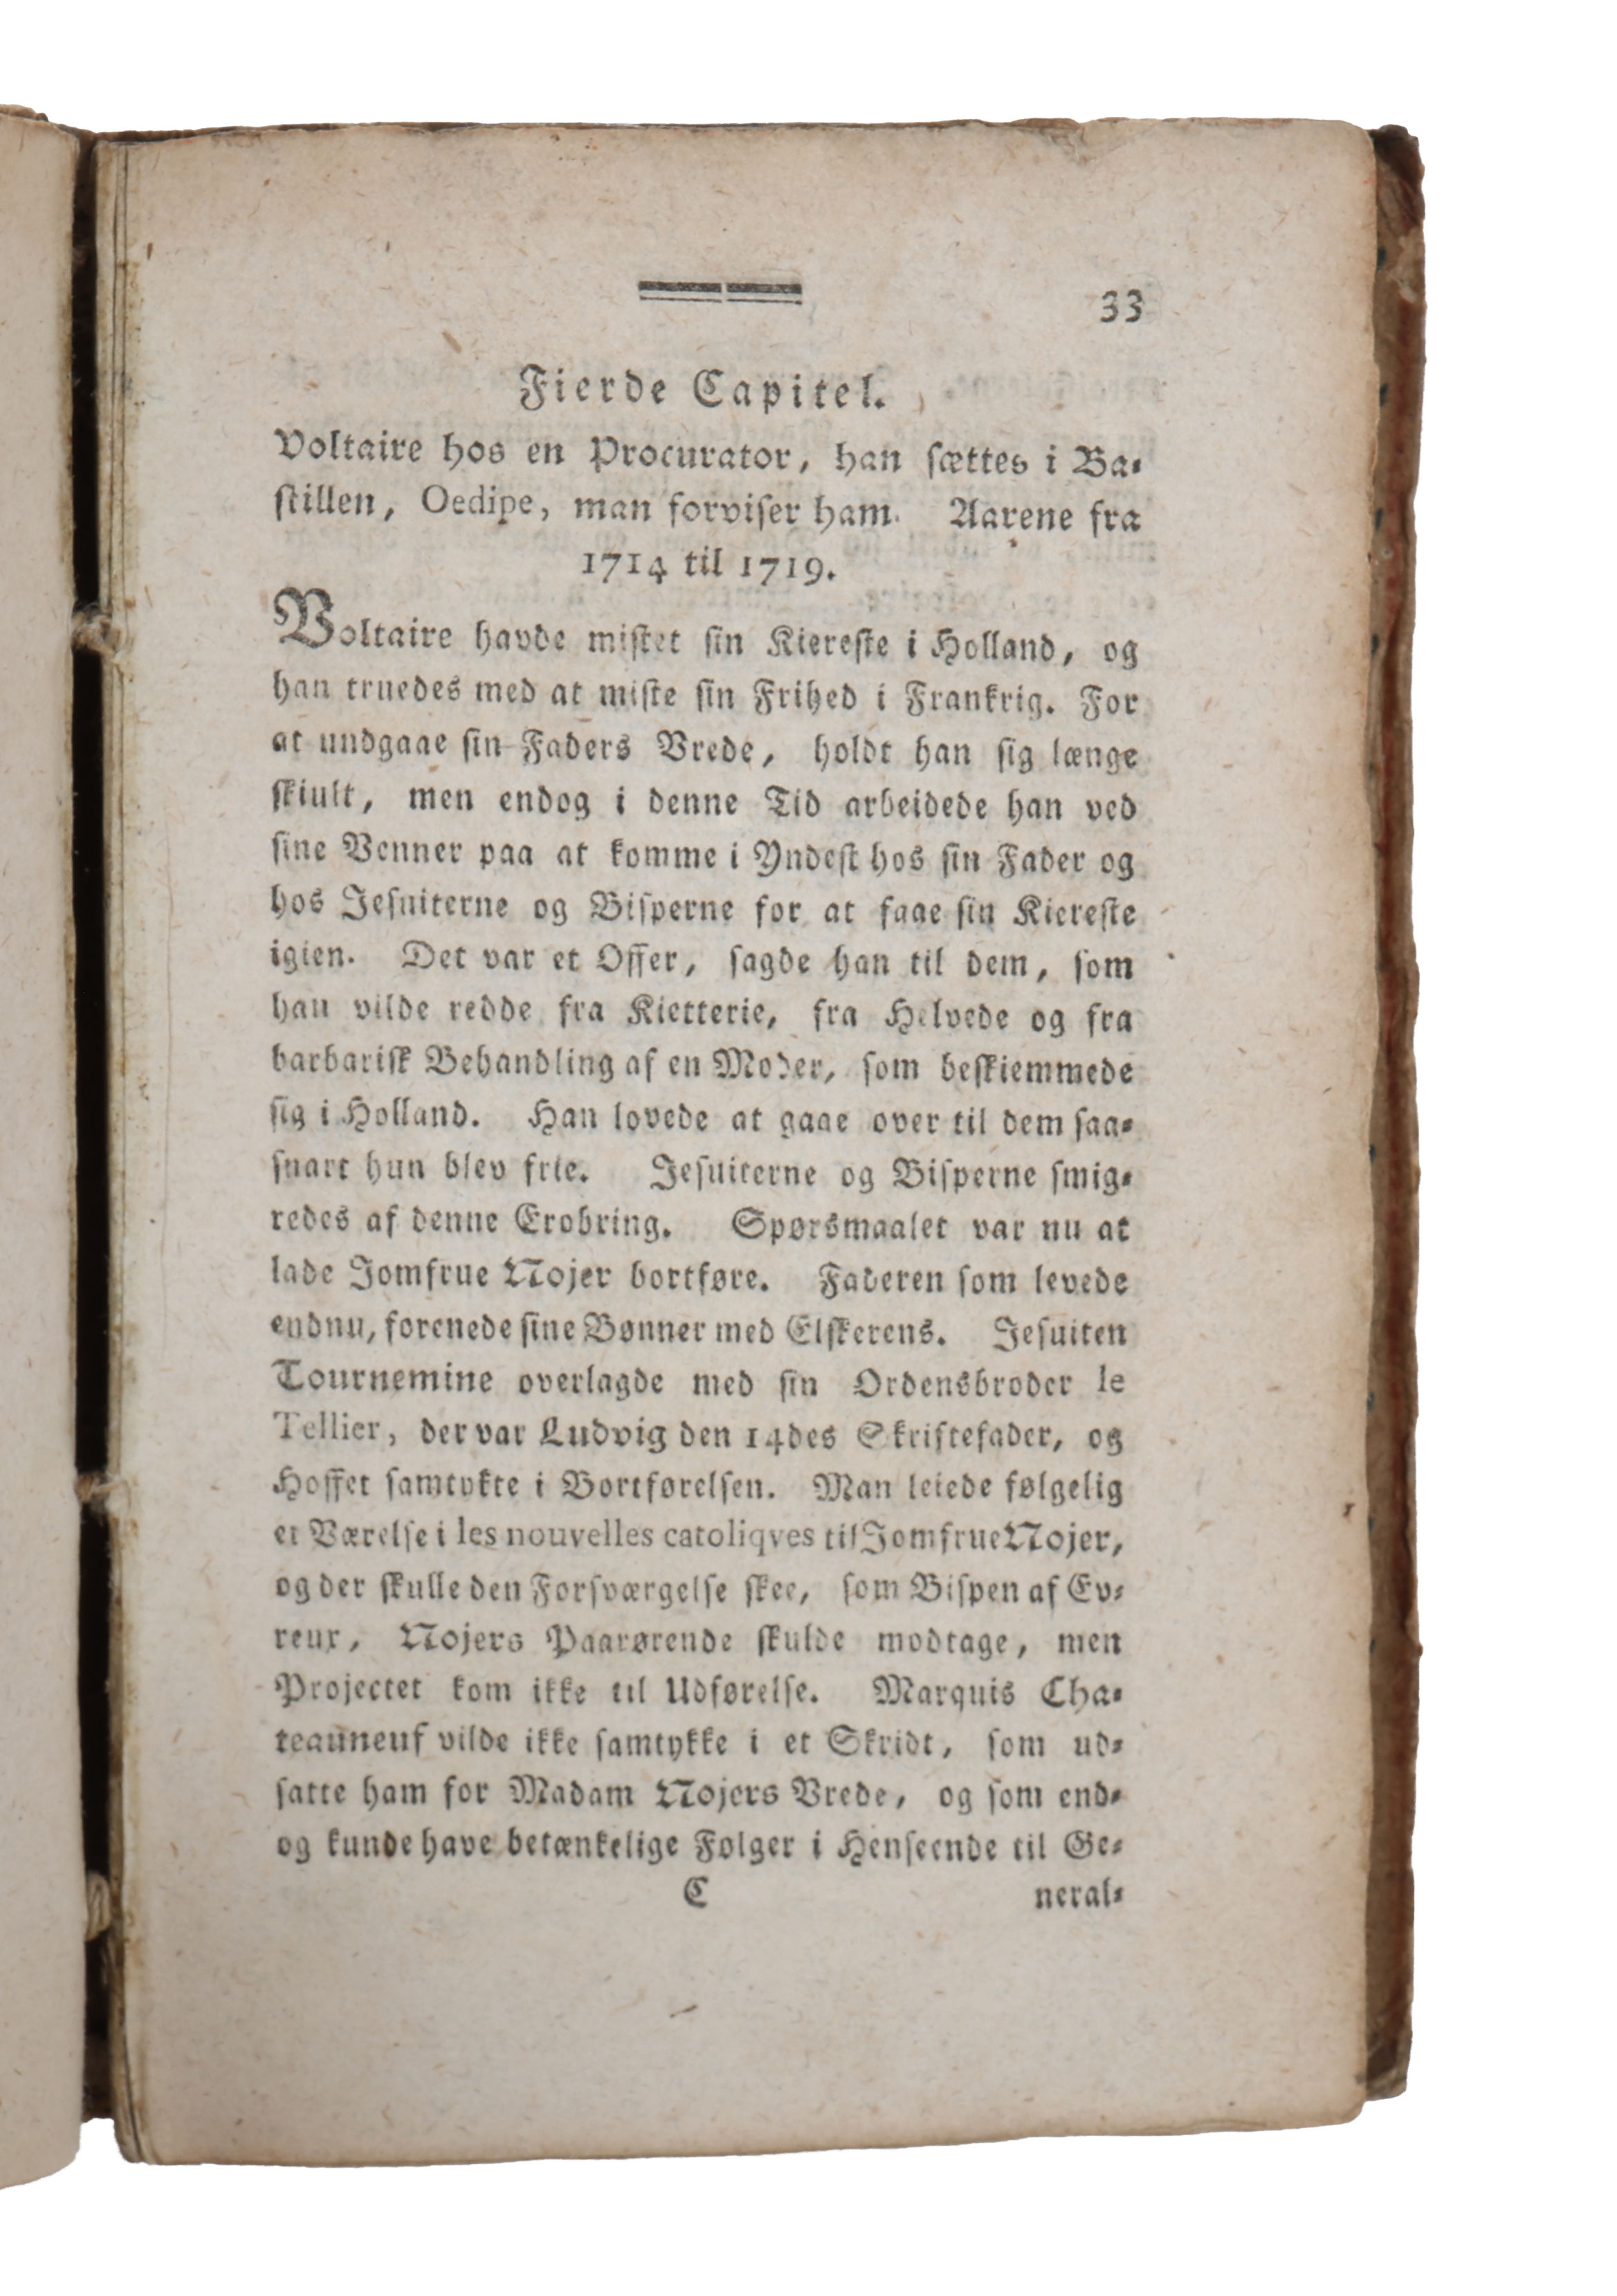 33
Fierde Capitel.
Voltaire hos en Procurator, han sættes i Ba-
stillen, Oedipe, man forviser ham. Aarene fra
1714 til 1719.
Voltaire havde mistet sin Kiereste i Holland, og
han truedes med at miste sin Frihed i Frankrig. For
at undgaae sin Faders Vrede, holdt han sig længe
skiult, men endog i denne Tid arbeidede han ved
sine Venner paa at komme i Yndest hos sin Fader og
hos Jesuiterne og Bisperne for at faae sin Kiereste
igien. Det var et Offer, sagde han til dem, som
han vilde redde fra Kietterie, fra Helvede og fra
barbarisk Behandling af en Moder, som beskiemmede
sig i Holland. Han lovede at gaae over til dem saa-
snart hun blev frie. Jesuiterne og Bisperne smig-
redes af denne Erobring. Spørsmaalet var nu at
lade Jomfrue Nojer bortføre. Faderen som levede
endnu, forenede sine Bønner med Elskerens. Jesuiten
Tournemine overlagde med sin Ordensbroder le
Tellier, der var Ludvig den 14des Skriftefader, og
Hoffet samtykte i Bortførelsen. Man leiede følgelig
et Værelse i les nouvelles catoliqves til Jomfrue Nojer,
og der skulle den Forsværgelse skee, som Bispen af Ev-
reux, Nojers Paarørende skulde modtage, men
Projectet kom ikke til Udførelse. Marquis Cha-
teauneuf vilde ikke samtykke i et Skridt, som ud-
satte ham for Madam Nojers Vrede, og som end-
og kunde have betænkelige Følger i Henseende til Ge-
C neral-